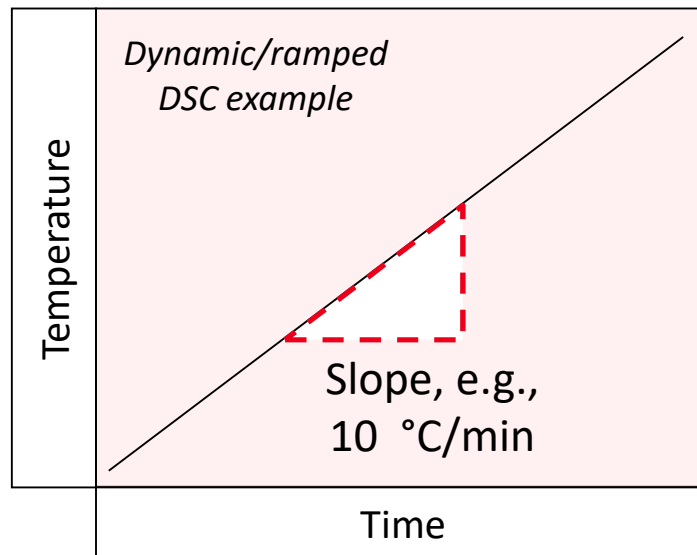 Dynamic/ramped
DSC example
Temperature
Slope, e.g.,
10 °C/min
Time